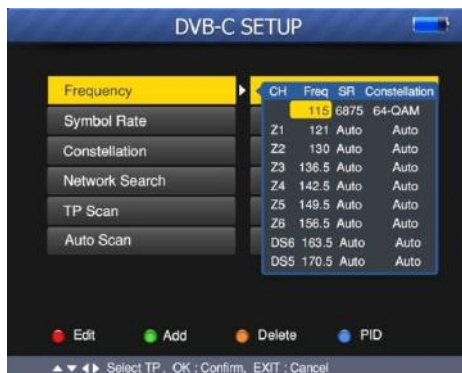 DVB-C SETUP
Frequency
Symbol Rate
Constellation
Network Search
TP Scan
Auto Scan
CH Freq SR Constellation
115 6875 64-QAM
Z1 121 Auto Auto
Z2 130 Auto Auto
Z3 136.5 Auto Auto
Z4 142.5 Auto Auto
Z5 149.5 Auto Auto
Z6 156.5 Auto Auto
DS6 163.5 Auto Auto
DS5 170.5 Auto Auto
Edit Add Delete PID
▲ ▼ ◀ ▶ Select TP, OK : Confirm, EXIT : Cancel